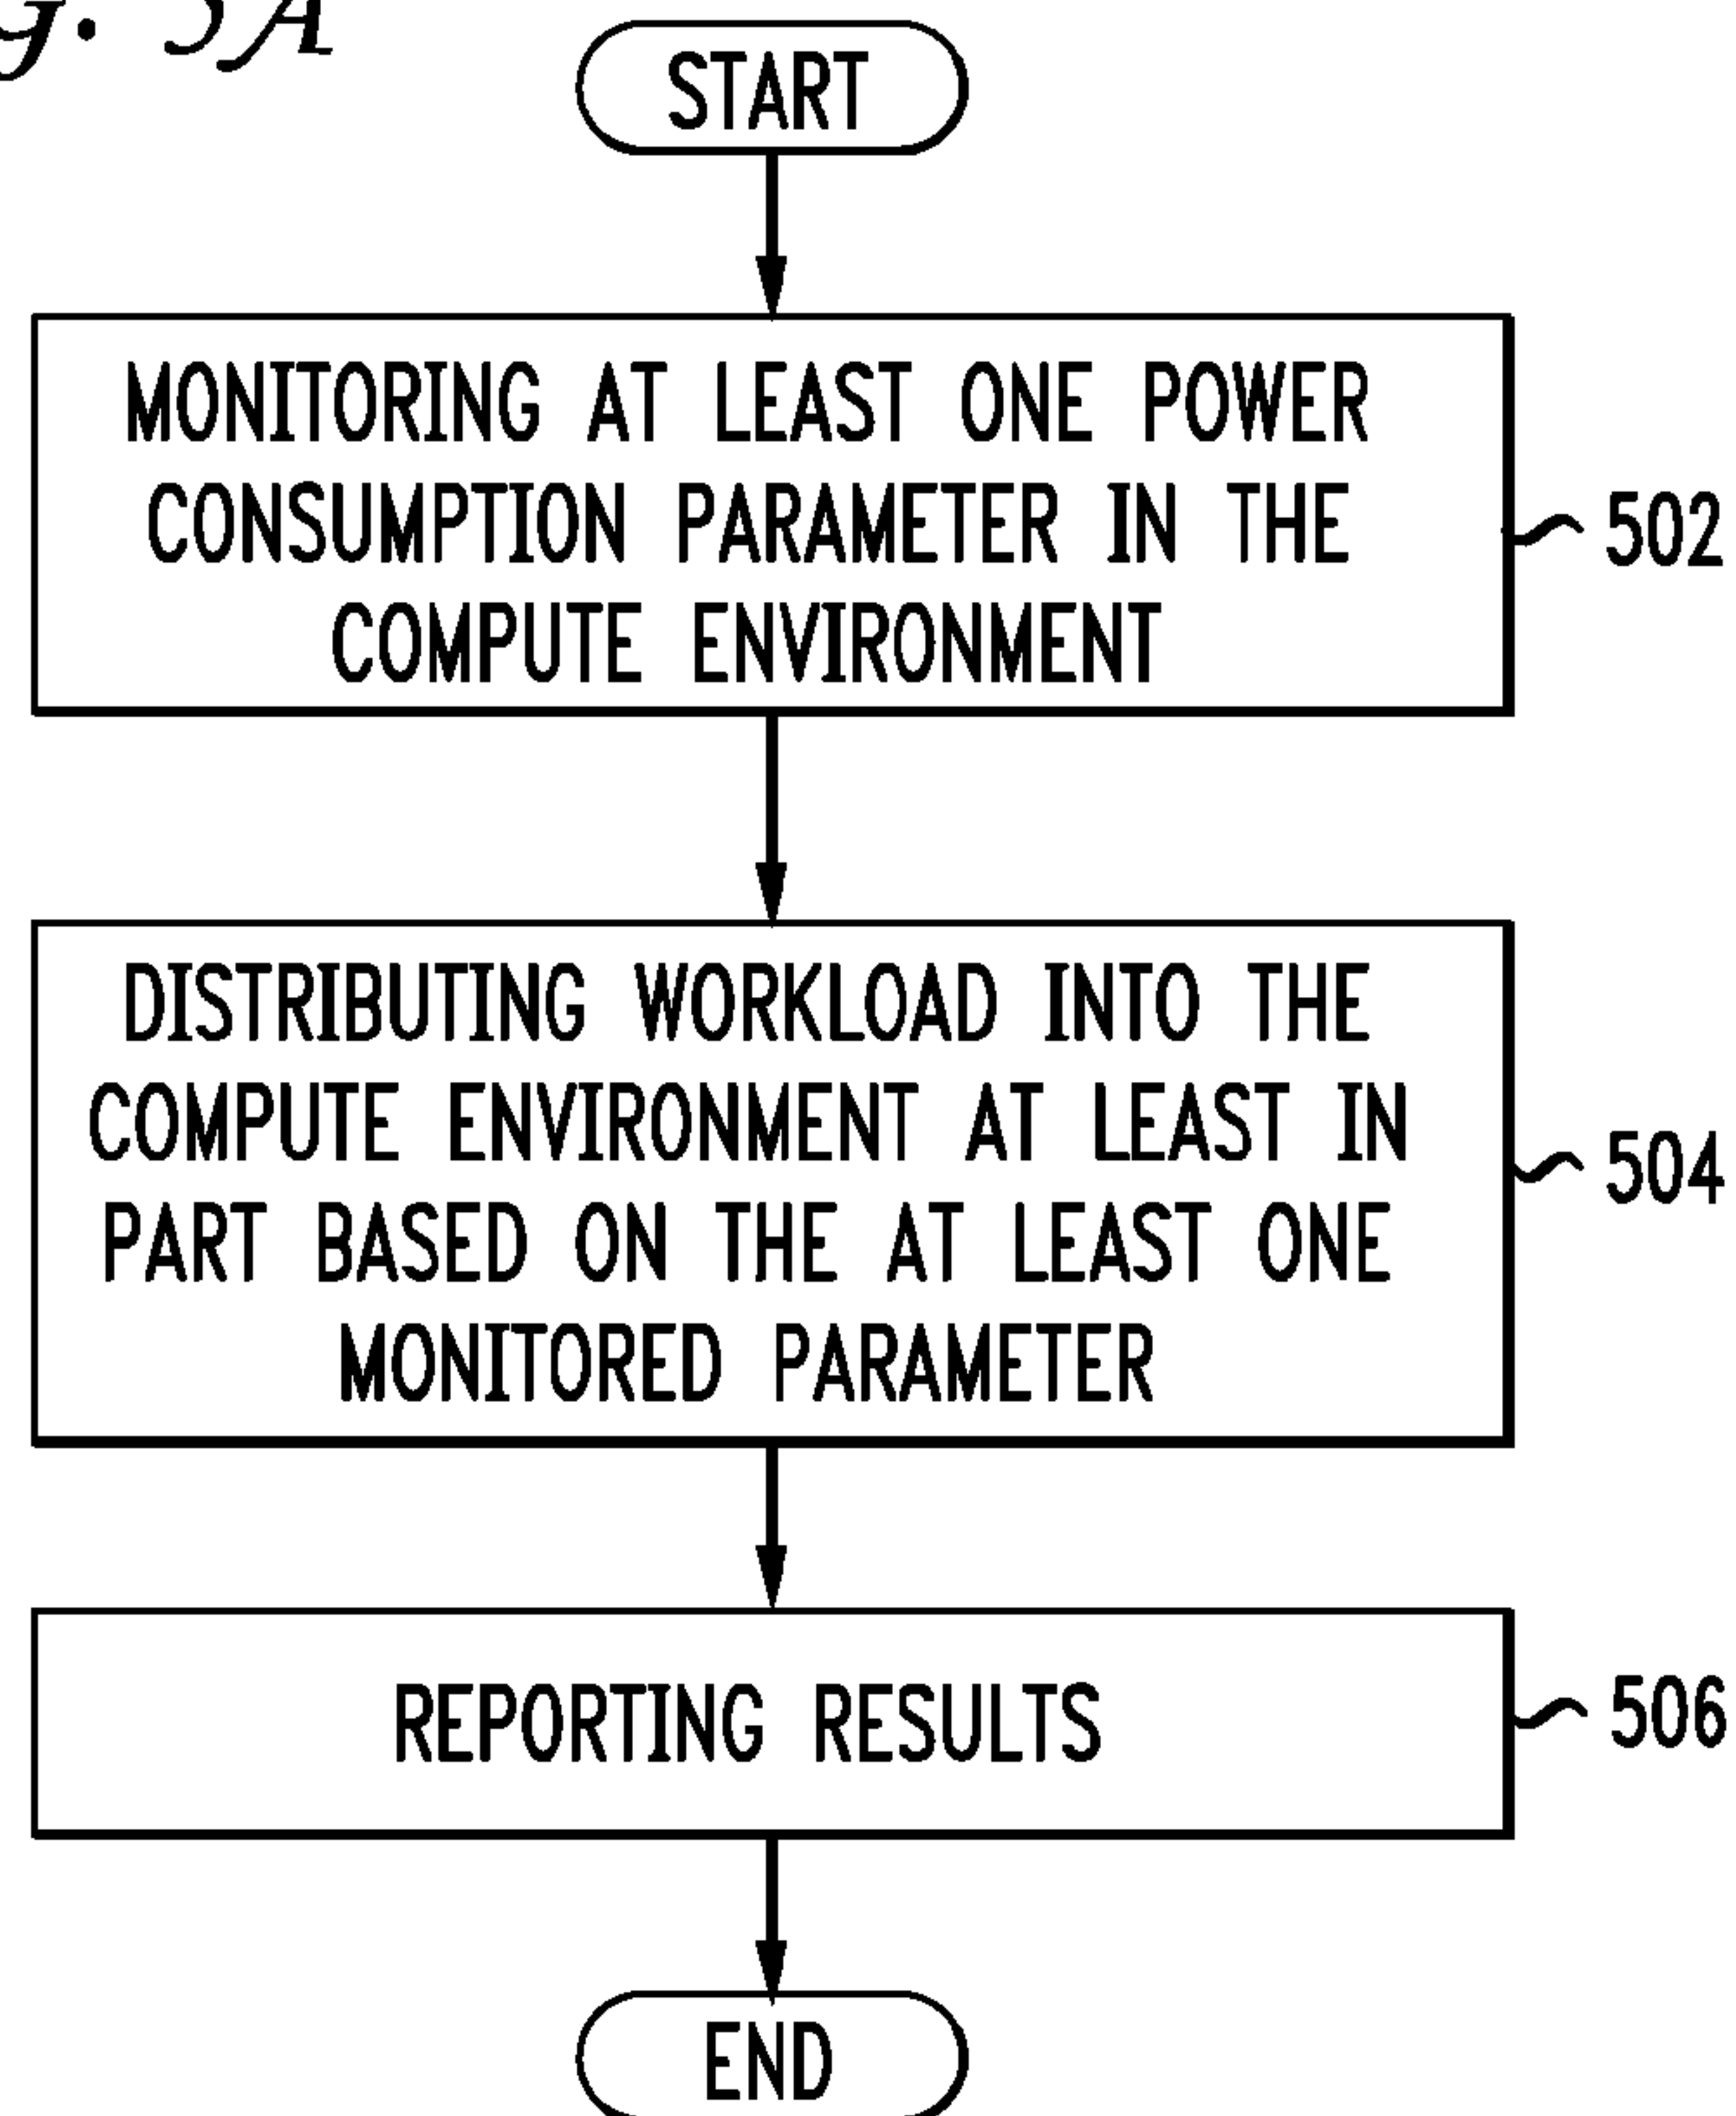 START
MONITORING AT LEAST ONE POWER
CONSUMPTION PARAMETER IN THE
COMPUTE ENVIRONMENT
502
DISTRIBUTING WORKLOAD INTO THE
COMPUTE ENVIRONMENT AT LEAST IN
PART BASED ON THE AT LEAST ONE
MONITORED PARAMETER
504
REPORTING RESULTS
506
END